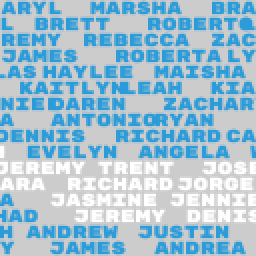 ARYL MARSHA BRA
L BRETT ROBERTO
REMY REBECCA ZAC
JAMES ROBERTA LY
LAS HAYLEE MAISHA
KAITLYN LEAH KIA
NIE DAREN ZACHAR
A ANTONIO RYAN
DENNIS RICHARD CA
EVELYN ANGELA
JEREMY TRENT JOSE
ARA RICHARD JORGE
A JASMINE JENNIE
HAD JEREMY DENIS
H ANDREW JUSTIN
Y JAMES ANDREA